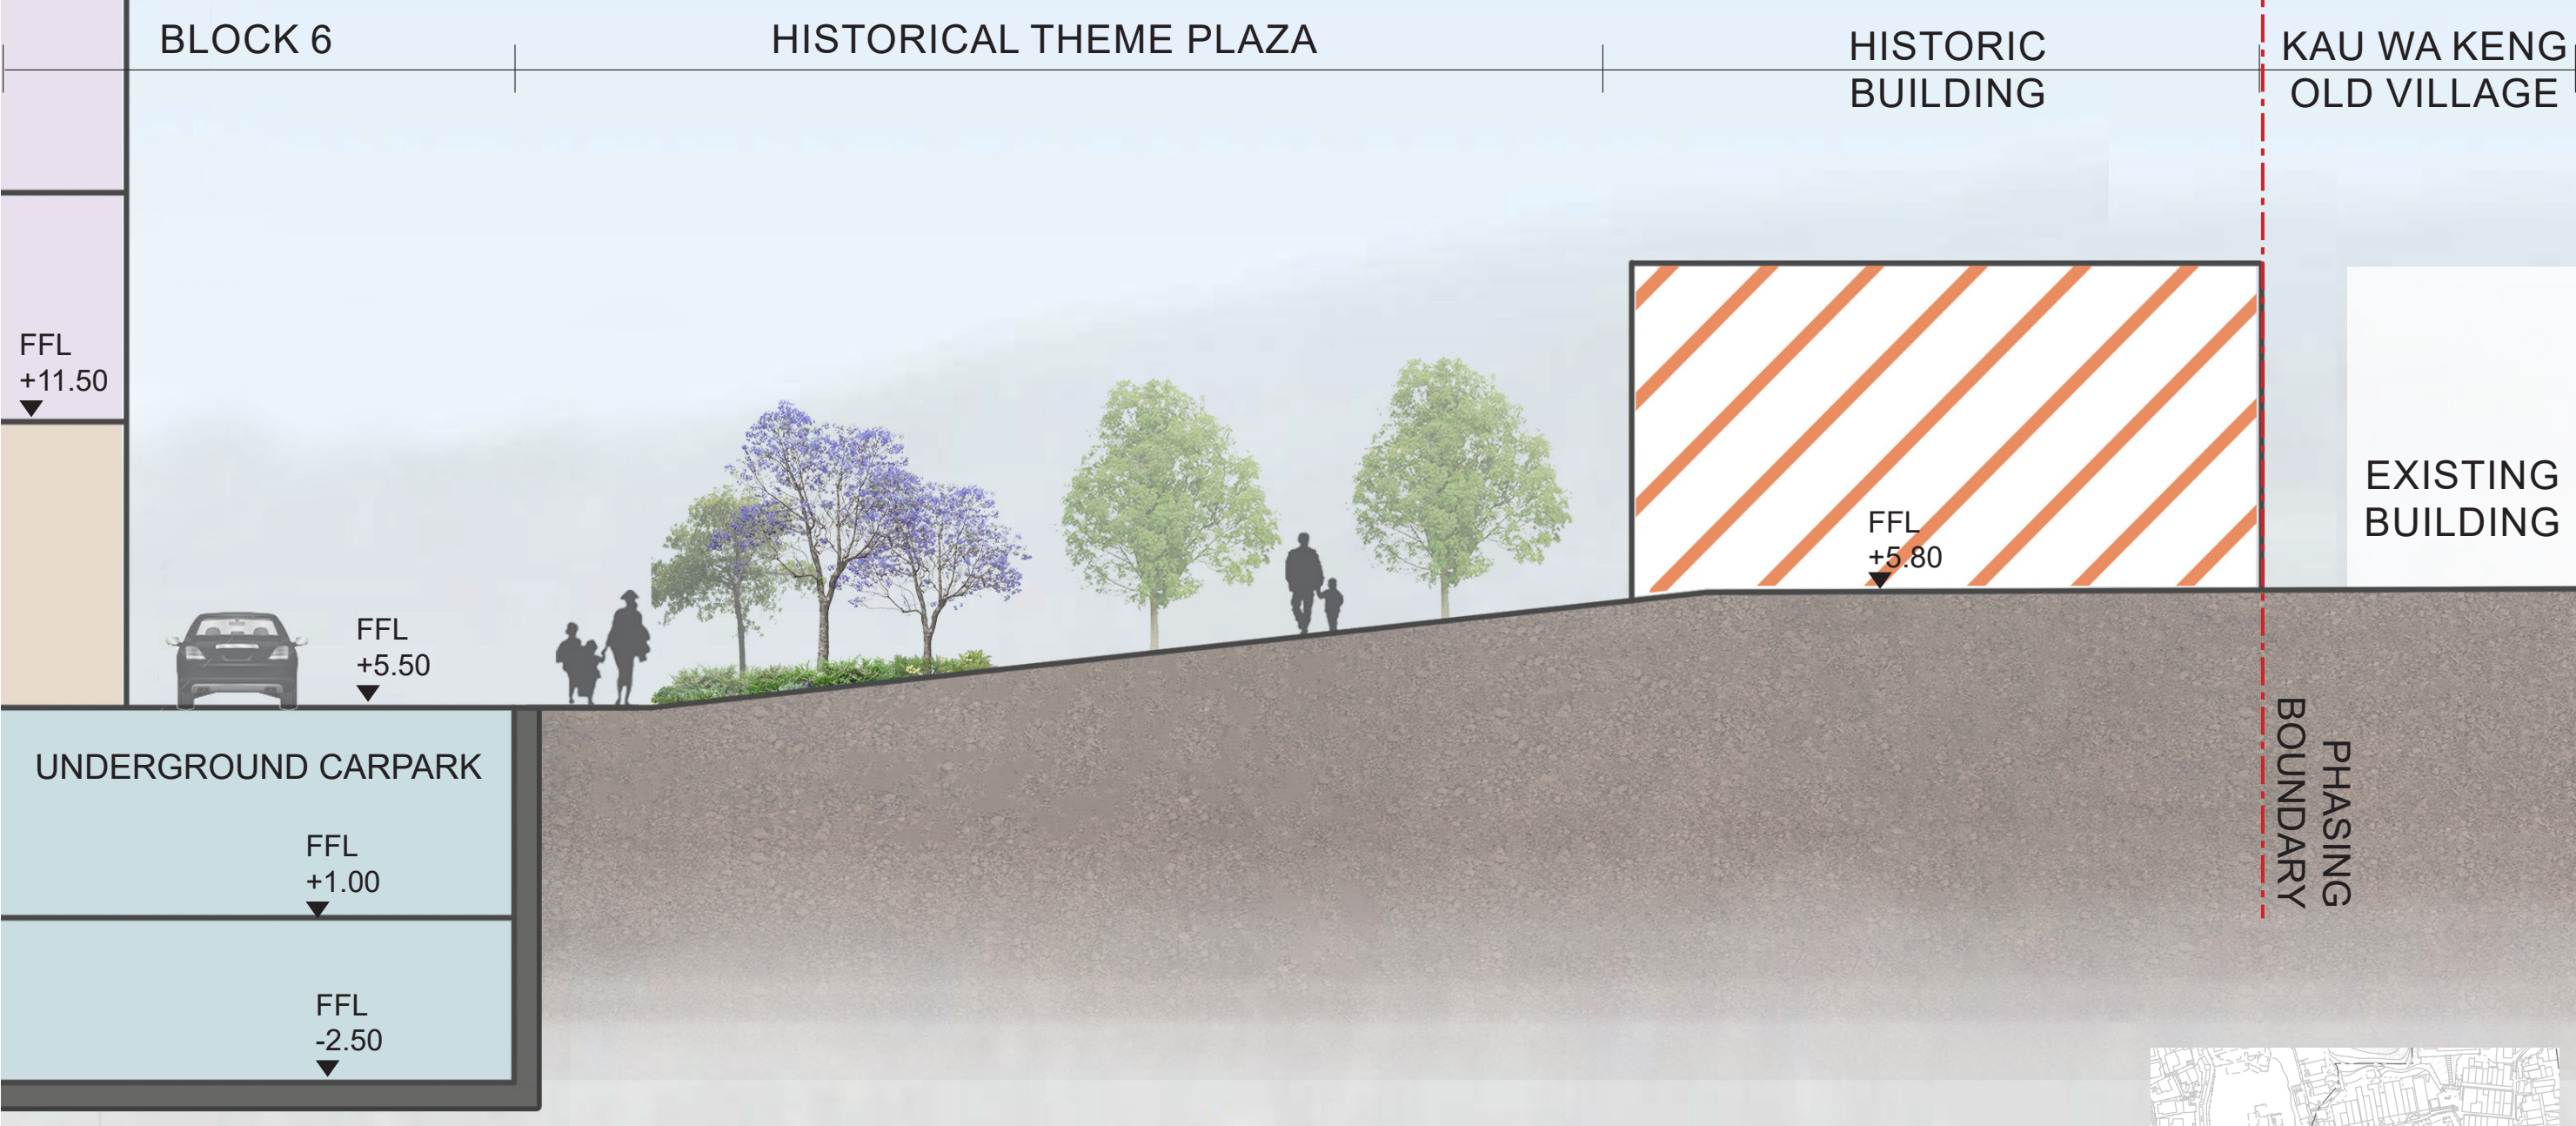 BLOCK 6
HISTORICAL THEME PLAZA
HISTORIC
BUILDING
KAU WA KENG
OLD VILLAGE
FFL
+11.50
FFL
+5.50
FFL
+5.80
EXISTING
BUILDING
UNDERGROUND CARPARK
FFL
+1.00
FFL
-2.50
PHASING
BOUNDARY